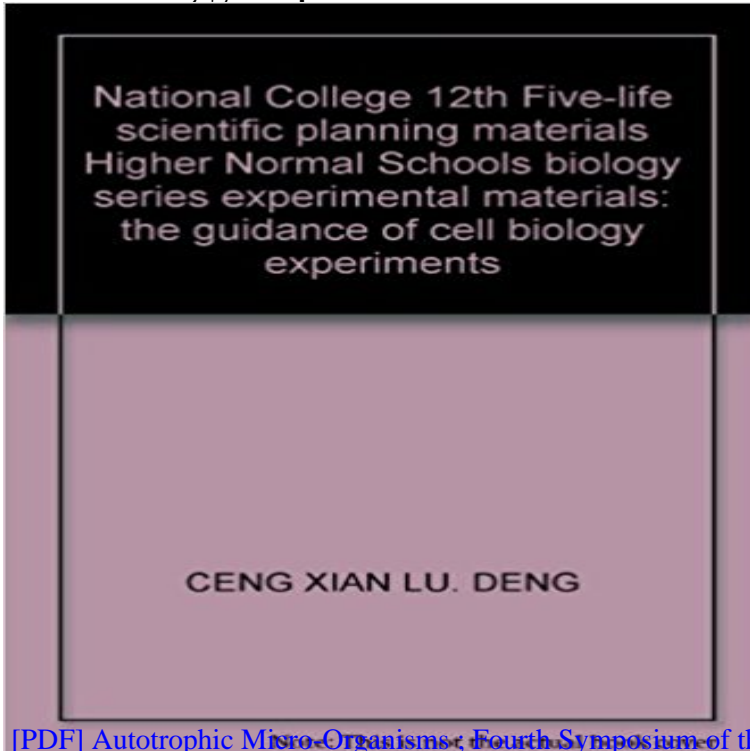 National College 12th Five-life
scientific planning materials
Higher Normal Schools biology
series experimental materials:
the guidance of cell biology
experiments
CENG XIAN LU. DENG
[PDF] Autotrophic Micro-Organisms ; Fourth Symposium of t